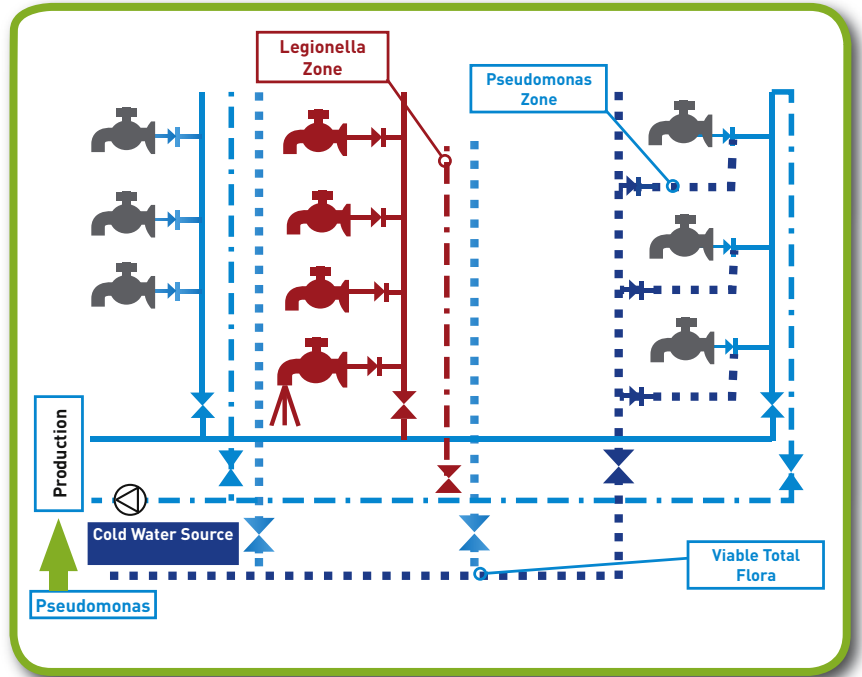 Legionella
Zone
Pseudomonas
Zone
Production
Cold Water Source
Viable Total
Flora
Pseudomonas